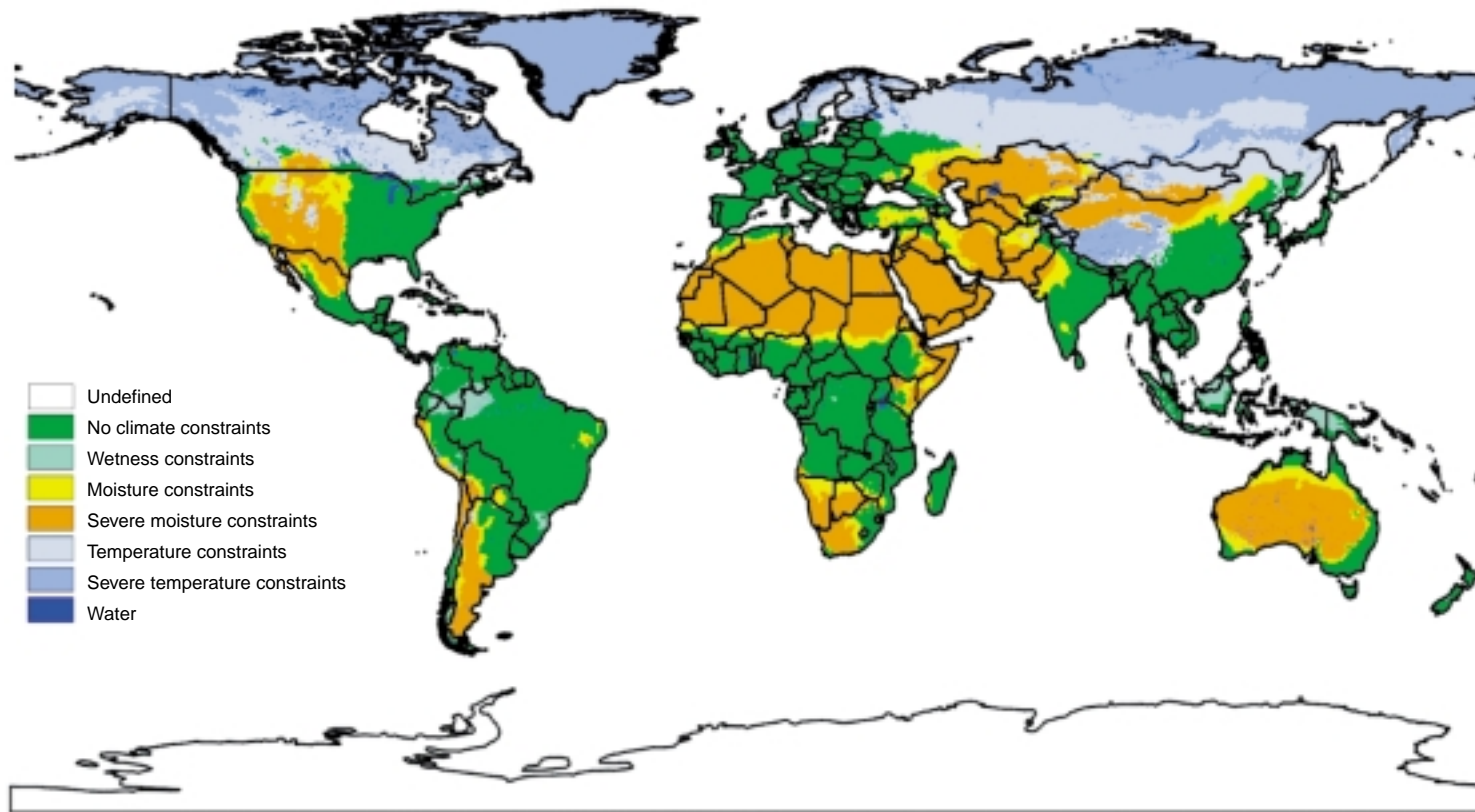 Undefined
No climate constraints
Wetness constraints
Moisture constraints
Severe moisture constraints
Temperature constraints
Severe temperature constraints
Water